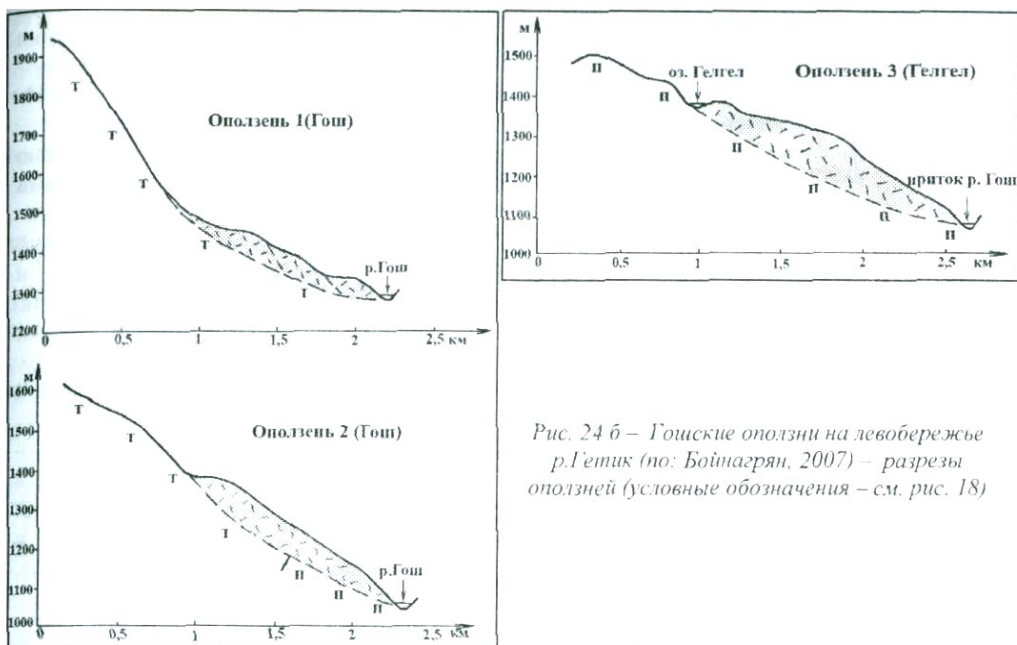 м
1900
1800
1700
1600
1500
1400
1300
1200
Т
Т
Т
Т
Т
Оползень 1(Гош)
р.Гош
0
0,5
1
1,5
2
2,5 км
м
1500
1400
1300
1200
1100
1000
П
П
П
П
П
П
оз. Гелгел
Оползень 3 (Гелгел)
приток р. Гош
0
0,5
1
1,5
2
2,5
км
м
1600
1500
1400
1300
1200
1100
1000
Т
Т
Т
Т
П
П
П
Оползень 2 (Гош)
р.Гош
0
0,5
1
1,5
2
2,5
км
Рис. 24 б – Гошские оползни на левобережье
р.Гетик (по: Бойнагрян, 2007) – разрезы
оползней (условные обозначения – см. рис. 18)